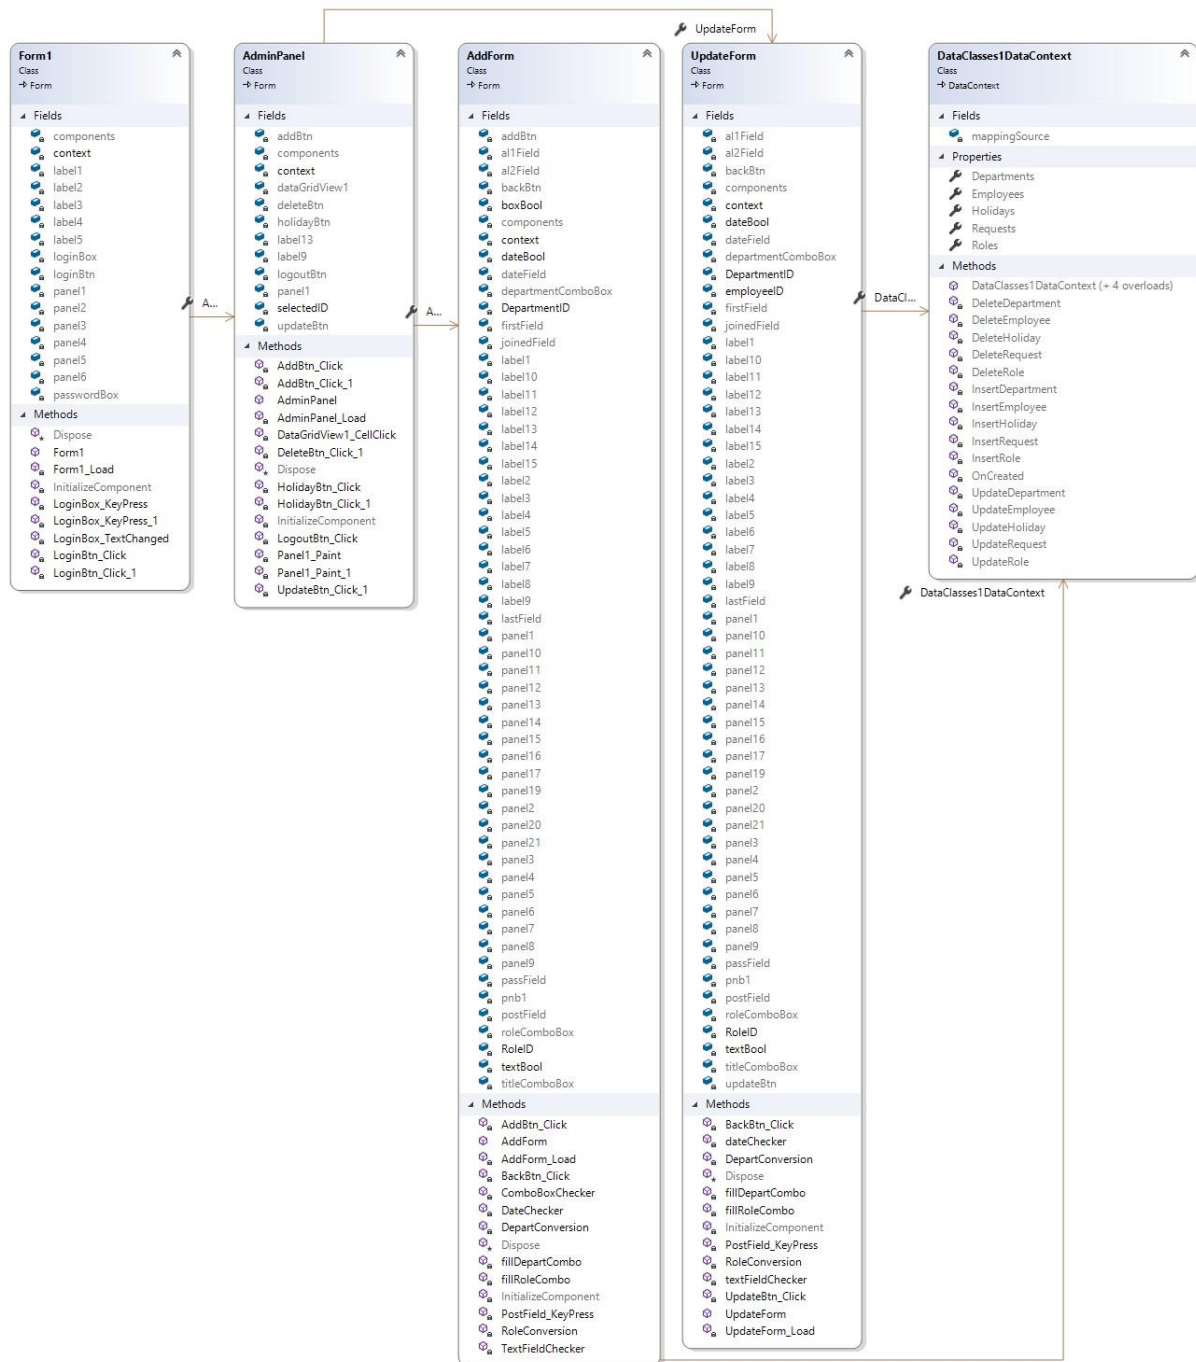 UpdateForm
Form1
Class
Form
Fields
components
context
label1
label2
label3
label4
label5
loginBox
loginBtn
panel1
panel2
panel3
panel4
panel5
panel6
passwordBox
Methods
Dispose
Form1
Form1_Load
InitializeComponent
LoginBox_KeyPress
LoginBox_KeyPress_1
LoginBox_TextChanged
LoginBtn_Click
LoginBtn_Click_1
A...
AdminPanel
Class
Form
Fields
addBtn
components
context
dataGridView1
deleteBtn
holidayBtn
label13
label9
logoutBtn
panel1
selectedID
updateBtn
Methods
AddBtn_Click
AddBtn_Click_1
AdminPanel
AdminPanel_Load
DataGridView1_CellClick
DeleteBtn_Click_1
Dispose
HolidayBtn_Click
HolidayBtn_Click_1
InitializeComponent
LogoutBtn_Click
Panel1_Paint
Panel1_Paint_1
UpdateBtn_Click_1
A...
AddForm
Class
Form
Fields
addBtn
al1Field
al2Field
backBtn
boxBool
components
context
dateBool
dateField
departmentComboBox
DepartmentID
firstField
joinedField
label1
label10
label11
label12
label13
label14
label15
label2
label3
label4
label5
label6
label7
label8
label9
lastField
panel1
panel10
panel11
panel12
panel13
panel14
panel15
panel16
panel17
panel19
panel2
panel20
panel21
panel3
panel4
panel5
panel6
panel7
panel8
panel9
passField
pnb1
postField
roleComboBox
RoleID
textBool
titleComboBox
Methods
AddBtn_Click
AddForm
AddForm_Load
BackBtn_Click
ComboBoxChecker
DateChecker
DepartConversion
Dispose
fillDepartCombo
fillRoleCombo
InitializeComponent
PostField_KeyPress
RoleConversion
TextFieldChecker
UpdateForm
Class
Form
Fields
al1Field
al2Field
backBtn
components
context
dateBool
dateField
departmentComboBox
DepartmentID
employeeID
firstField
joinedField
label1
label10
label11
label12
label13
label14
label15
label2
label3
label4
label5
label6
label7
label8
label9
lastField
panel1
panel10
panel11
panel12
panel13
panel14
panel15
panel16
panel17
panel19
panel2
panel20
panel21
panel3
panel4
panel5
panel6
panel7
panel8
panel9
passField
pnb1
postField
roleComboBox
RoleID
textBool
titleComboBox
updateBtn
Methods
BackBtn_Click
dateChecker
DepartConversion
Dispose
fillDepartCombo
fillRoleCombo
InitializeComponent
PostField_KeyPress
RoleConversion
textFieldChecker
UpdateBtn_Click
UpdateForm
UpdateForm_Load
DataCl...
DataClasses1DataContext
Class
DataContext
Fields
mappingSource
Properties
Departments
Employees
Holidays
Requests
Roles
Methods
DataClasses1DataContext (+ 4 overloads)
DeleteDepartment
DeleteEmployee
DeleteHoliday
DeleteRequest
DeleteRole
InsertDepartment
InsertEmployee
InsertHoliday
InsertRequest
InsertRole
OnCreated
UpdateDepartment
UpdateEmployee
UpdateHoliday
UpdateRequest
UpdateRole
DataClasses1DataContext